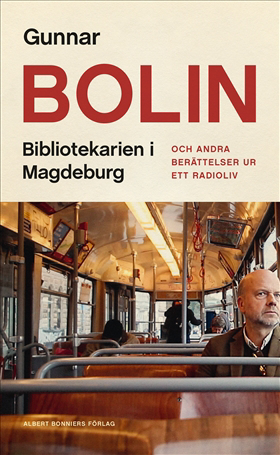 Gunnar
BOLIN
Bibliotekarien i
Magdeburg
OCH ANDRA
BERÄTTELSER UR
ETT RADIOLIV
ALBERT BONNIERS FÖRLAG